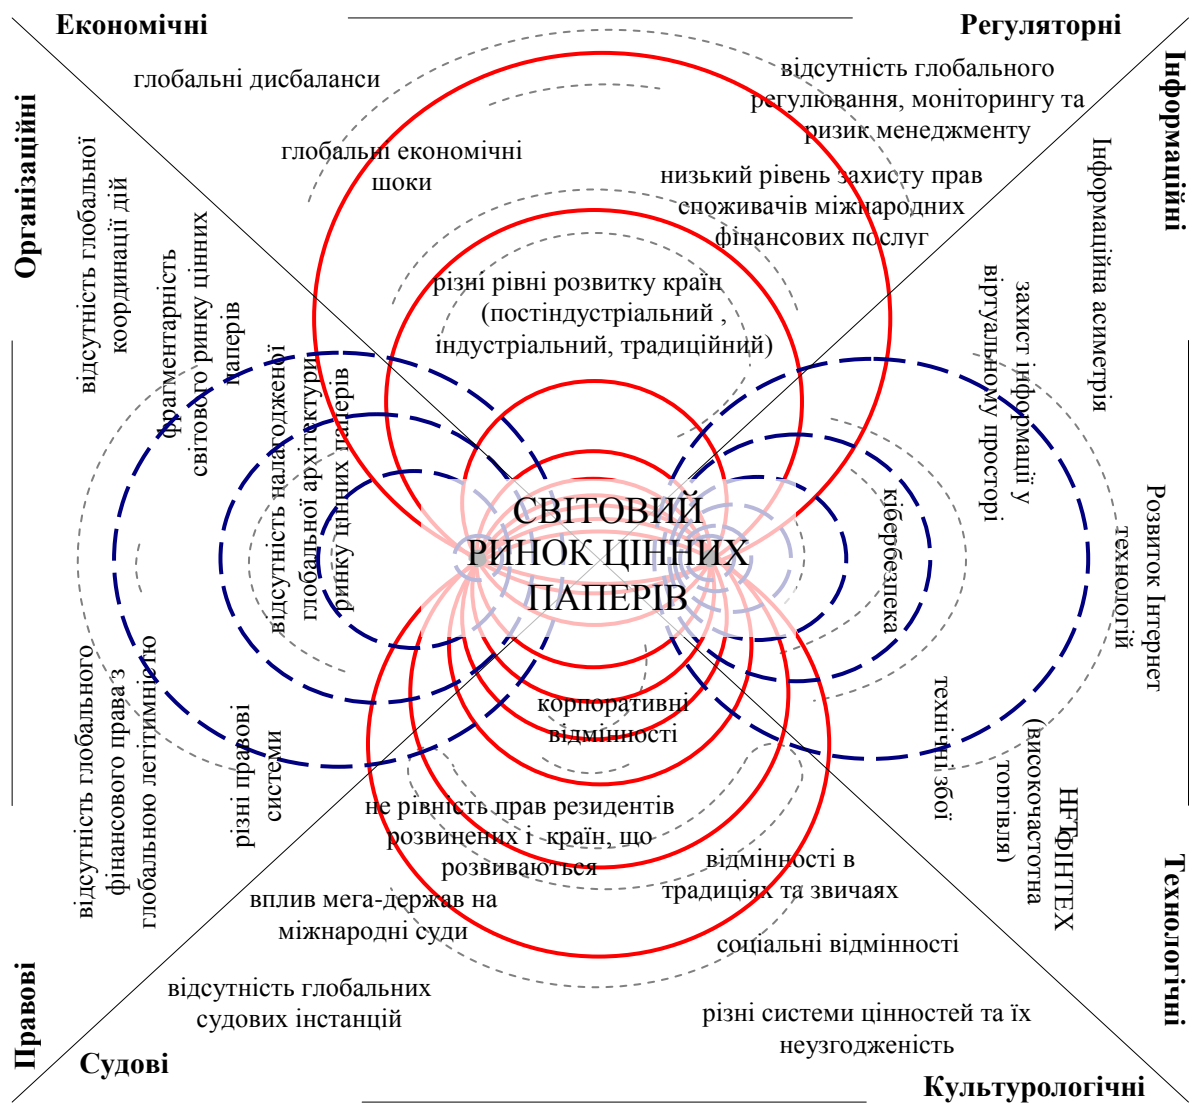 Економічні
Регуляторні
глобальні дисбаланси
відсутність глобального
регулювання, моніторингу та
ризик менеджменту
глобальні економічні
шоки
низький рівень захисту прав
споживачів міжнародних
фінансових послуг
різні рівні розвитку країн
(постіндустріальний ,
індустріальний, традиційний)
Організаційні
відсутність глобальної
координації дій
фрагментарність
світового ринку цінних
паперів
відсутність налагодженої
глобальної архітектури
ринку цінних паперів
СВІТОВИЙ
РИНОК ЦІННИХ
ПАПЕРІВ
Інформаційні
Інформаційна асиметрія
захист інформації у
віртуальному просторі
кібербезпека
Розвиток Інтернет
технологій
технічні збої
HFT
(високочастотна
торгівля)
ФІНТЕХ
Технологічні
Правові
відсутність глобального
фінансового права з
глобальною легітимністю
різні правові
системи
корпоративні
відмінності
не рівність прав резидентів
розвинених і країн, що
розвиваються
вплив мега-держав на
міжнародні суди
відсутність глобальних
судових інстанцій
Судові
відмінності в
традиціях та звичаях
соціальні відмінності
різні системи цінностей та їх
неузгодженість
Культурологічні